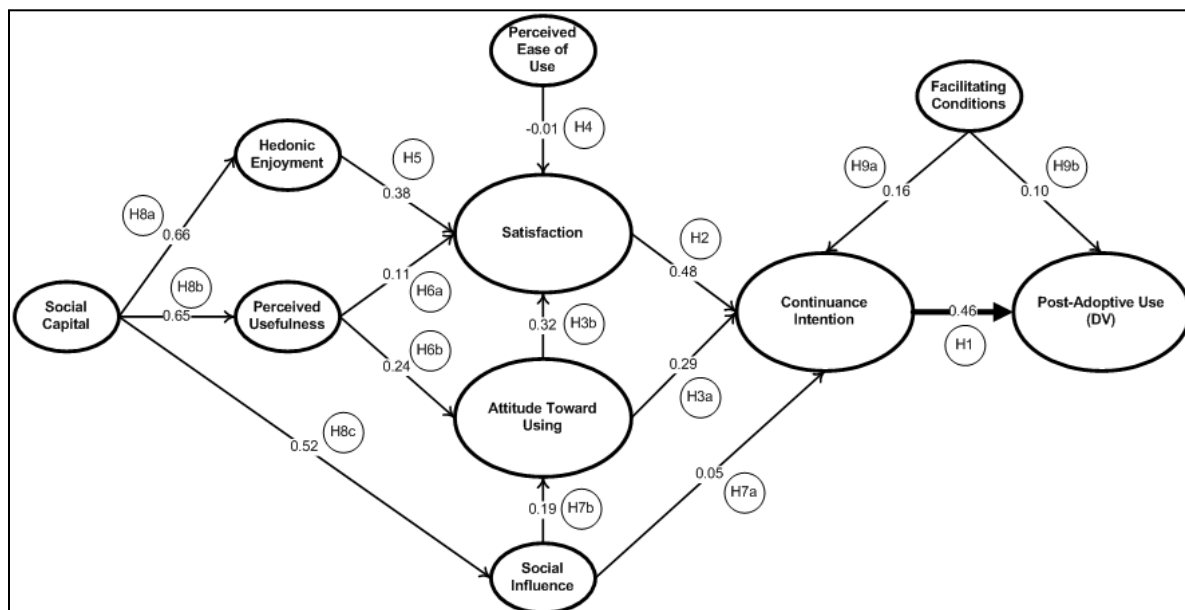 Perceived
Ease of
Use
Facilitating
Conditions
-0.01
H4
Hedonic
Enjoyment
H5
0.38
H9a
0.16
H9b
0.10
H8a
0.66
Satisfaction
H2
0.48
Social
Capital
H8b
0.65
Perceived
Usefulness
0.11
H6a
0.32
H3b
Continuance
Intention
0.46
H1
Post-Adoptive Use
(DV)
H6b
0.24
0.29
H3a
Attitude Toward
Using
H8c
0.52
0.19
H7b
0.05
H7a
Social
Influence